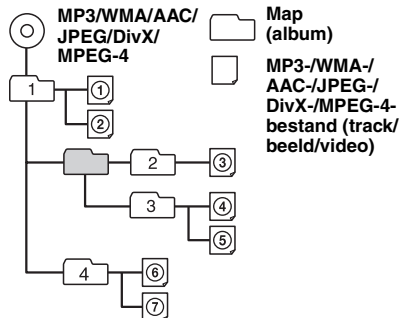 MP3/WMA/AAC/
JPEG/DivX/
MPEG-4
Map
(album)
MP3-/WMA-/
AAC-/JPEG-/
DivX-/MPEG-4-
bestand (track/
beeld/video)
1
①
②
2
③
3
④
⑤
4
⑥
⑦